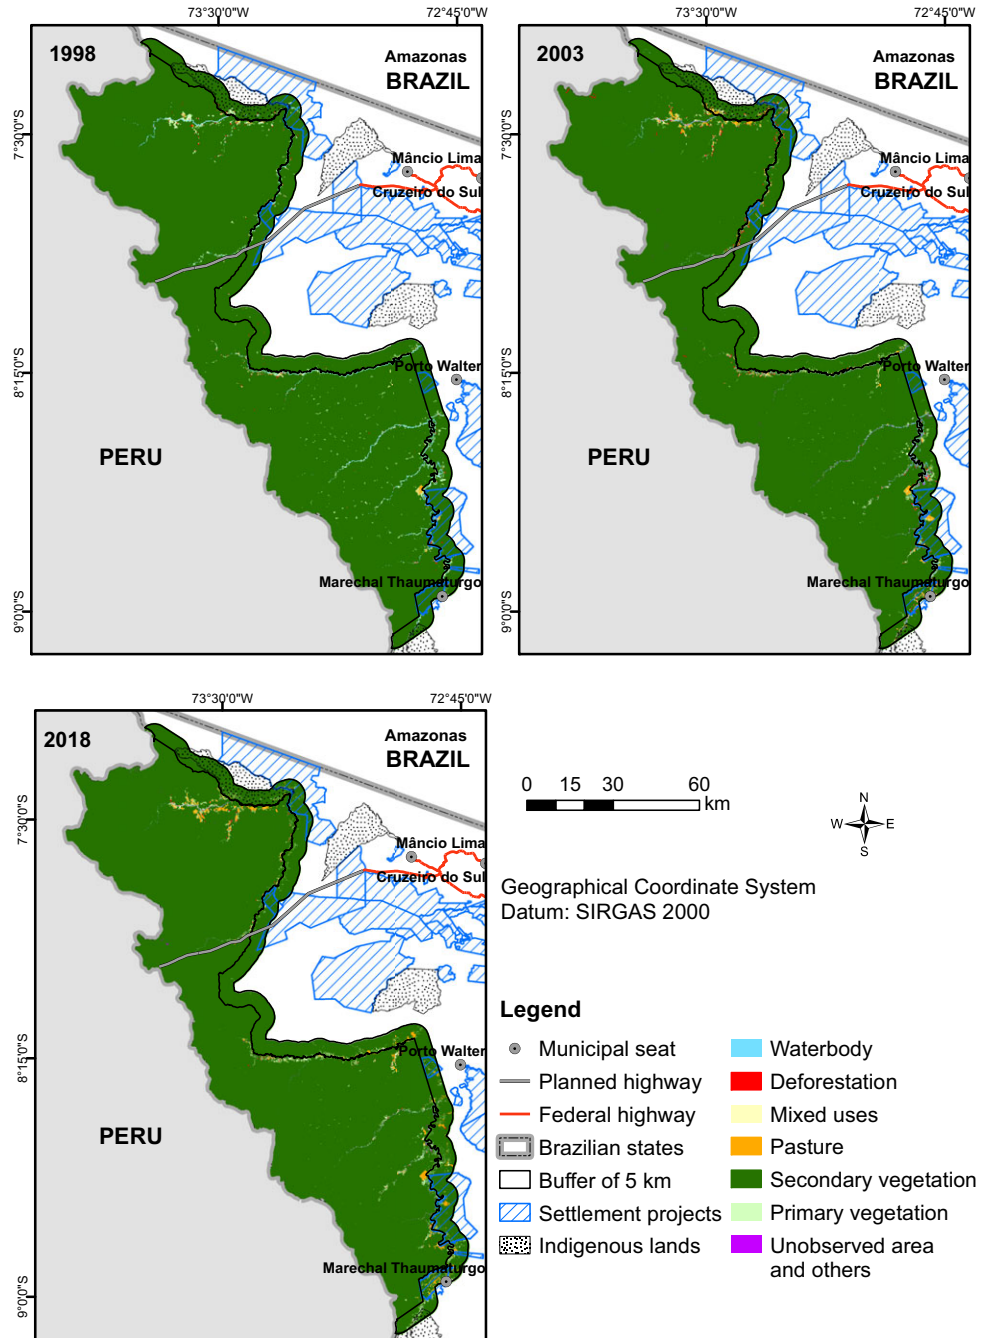 73°30'0"W
72°45'0"W
73°30'0"W
72°45'0"W
1998
Amazonas
BRAZIL
2003
Amazonas
BRAZIL
7°30'0"S
Mâncio Lima
Mâncio Lima
Cruzeiro do Sul
Cruzeiro do Sul
8°15'0"S
Porto Walter
Porto Walter
PERU
PERU
9°0'0"S
Marechal Thaumaturgo
Marechal Thaumaturgo
7°30'0"S
8°15'0"S
9°0'0"S
73°30'0"W
72°45'0"W
2018
Amazonas
BRAZIL
7°30'0"S
Mâncio Lima
Cruzeiro do Sul
8°15'0"S
Porto Walter
PERU
9°0'0"S
Marechal Thaumaturgo
0 15 30 60
km
N
W E
S
Geographical Coordinate System
Datum: SIRGAS 2000
Legend
Municipal seat
Planned highway
Federal highway
Brazilian states
Buffer of 5 km
Settlement projects
Indigenous lands
Waterbody
Deforestation
Mixed uses
Pasture
Secondary vegetation
Primary vegetation
Unobserved area
and others